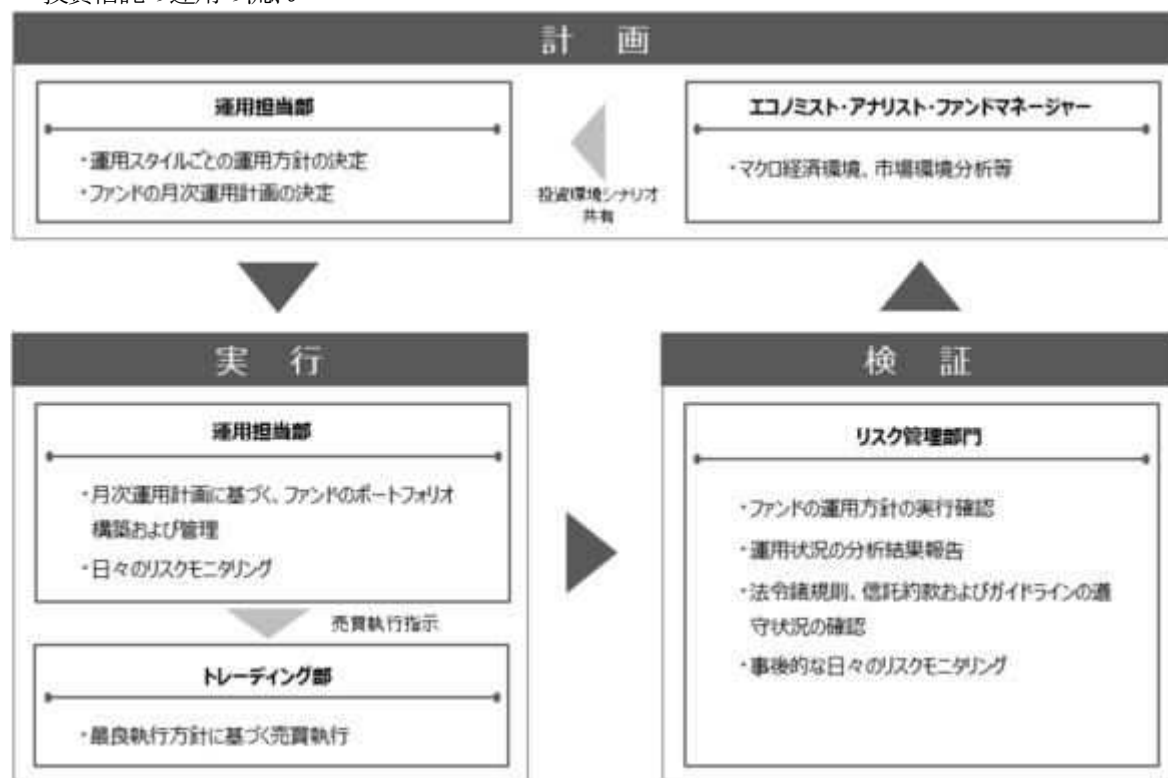 計 画
運用担当部
・運用スタイルごとの運用方針の決定
・ファンドの月次運用計画の決定
投資環境シナリオ
共有
エコノミスト・アナリスト・ファンドマネージャー
・マクロ経済環境、市場環境分析等
実 行
運用担当部
・月次運用計画に基づく、ファンドのポートフォリオ
構築および管理
・日々のリスクモニタリング
売買執行指示
トレーディング部
・最良執行方針に基づく売買執行
検 証
リスク管理部門
・ファンドの運用方針の実行確認
・運用状況の分析結果報告
・法令諸規則、信託約款およびガイドラインの遵
守状況の確認
・事後的な日々のリスクモニタリング